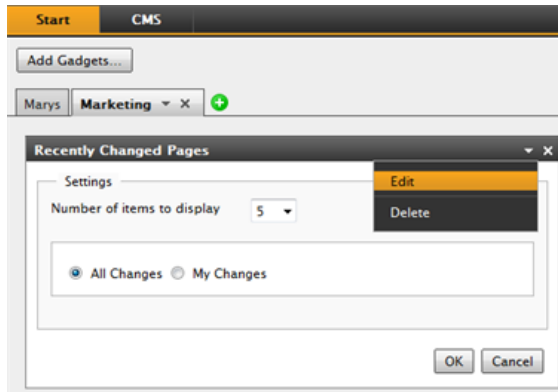 Start CMS
Add Gadgets...
Marys Marketing
Recently Changed Pages
Settings
Edit
Number of items to display 5
Delete
All Changes My Changes
OK Cancel